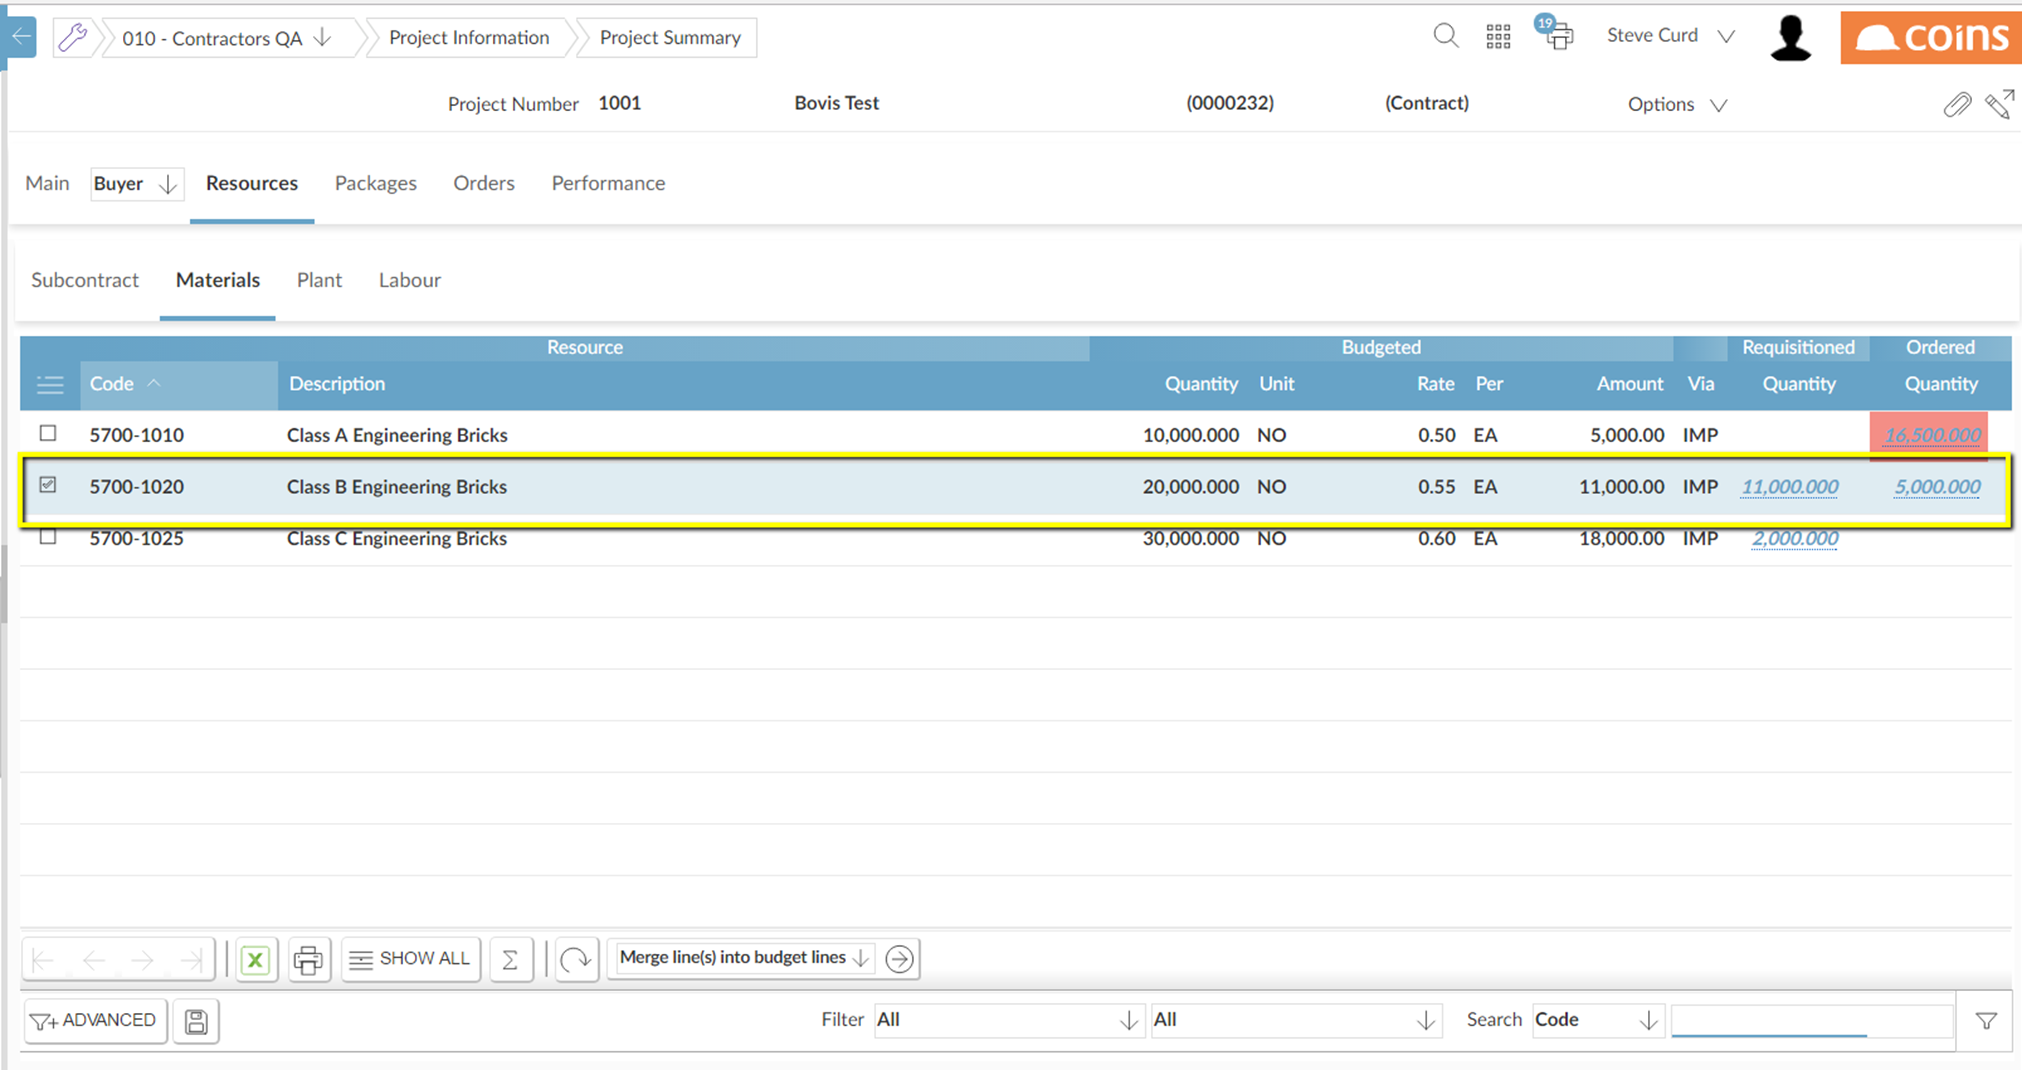 010 - Contractors QA Project Information Project Summary 19 Steve Curd coins
Project Number 1001 Bovis Test (0000232) (Contract) Options
Main Buyer Resources Packages Orders Performance
Subcontract Materials Plant Labour
Resource Budgeted Requisitioned Ordered
Code Description Quantity Unit Rate Per Amount Via Quantity Quantity
5700-1010 Class A Engineering Bricks 10,000.000 NO 0.50 EA 5,000.00 IMP 16,500.000
5700-1020 Class B Engineering Bricks 20,000.000 NO 0.55 EA 11,000.00 IMP 11,000.000 5,000.000
5700-1025 Class C Engineering Bricks 30,000.000 NO 0.60 EA 18,000.00 IMP 2,000.000
X SHOW ALL Σ Merge line(s) into budget lines
ADVANCED Filter All All Search Code